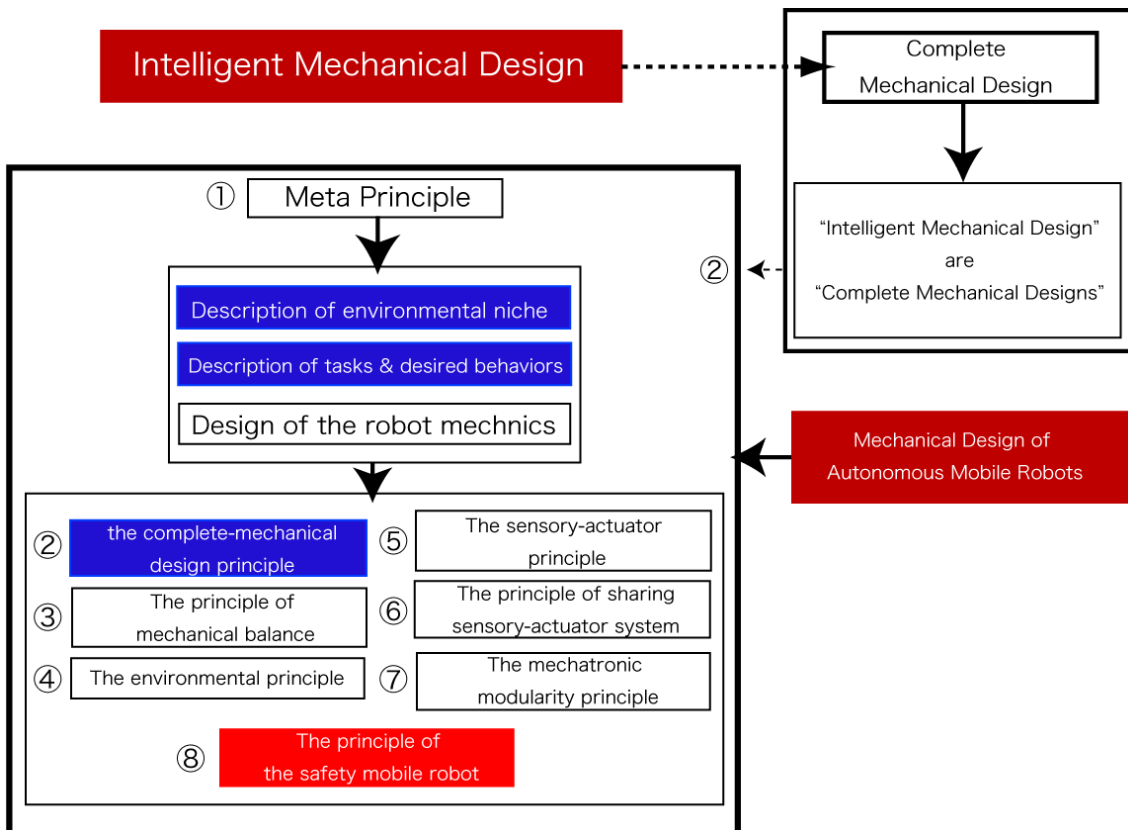 Intelligent Mechanical Design
Complete
Mechanical Design
“Intelligent Mechanical Design”
are
“Complete Mechanical Designs”
②
① Meta Principle
Description of environmental niche
Description of tasks & desired behaviors
Design of the robot mechnics
Mechanical Design of
Autonomous Mobile Robots
② the complete-mechanical
design principle
③ The principle of
mechanical balance
④ The environmental principle
⑤ The sensory-actuator
principle
⑥ The principle of sharing
sensory-actuator system
⑦ The mechatronic
modularity principle
⑧ The principle of
the safety mobile robot